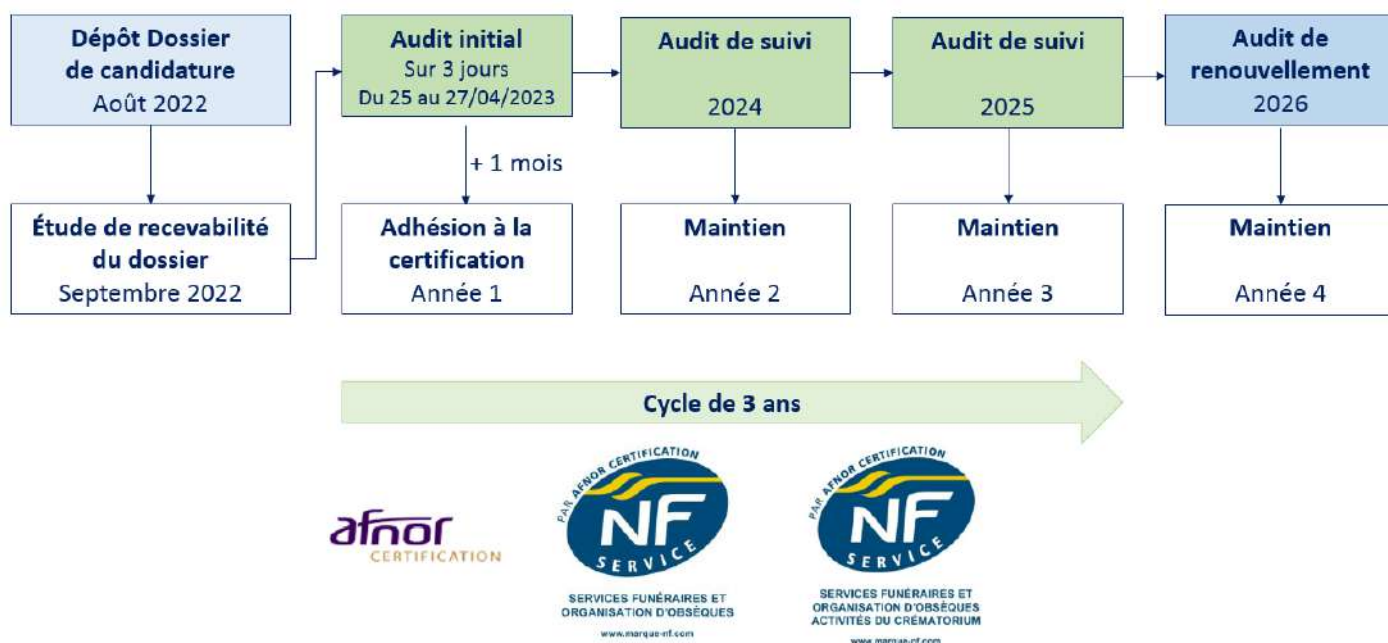 Dépôt Dossier
de candidature
Août 2022
Étude de recevabilité
du dossier
Septembre 2022
Audit initial
Sur 3 jours
Du 25 au 27/04/2023
+ 1 mois
Adhésion à la
certification
Année 1
Audit de suivi
2024
Maintien
Année 2
Audit de suivi
2025
Maintien
Année 3
Audit de
renouvellement
2026
Maintien
Année 4
Cycle de 3 ans
afnor
CERTIFICATION
PAR AFNOR CERTIFICATION
NF
SERVICE
SERVICES FUNÉRAIRES ET
ORGANISATION D'OBSÈQUES
www.marque-nf.com
PAR AFNOR CERTIFICATION
NF
SERVICE
SERVICES FUNÉRAIRES ET
ORGANISATION D'OBSÈQUES
ACTIVITÉS DU CRÉMATORIUM
www.marque-nf.com